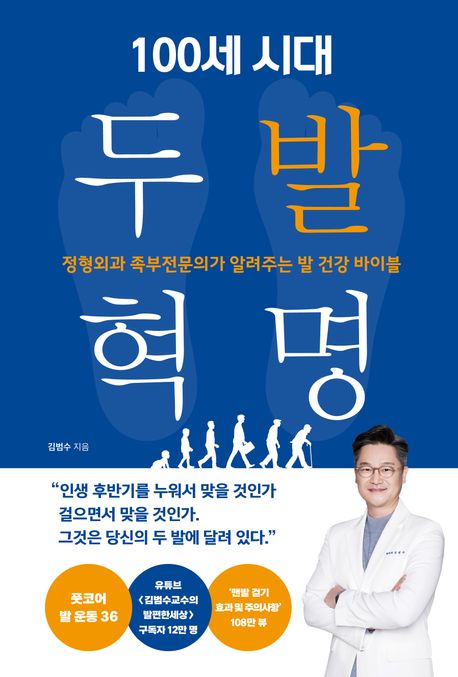 100세 시대
두 발
정형외과 족부전문의가 알려주는 발 건강 바이블
혁 명
김범수 지음
“인생 후반기를 누워서 맞을 것인가
걸으면서 맞을 것인가.
그것은 당신의 두 발에 달려 있다.”
풋코어
발 운동 36
유튜브
<김범수교수의
발편한세상>
구독자 12만 명
‘맨발 걷기
효과 및 주의사항’
108만 뷰